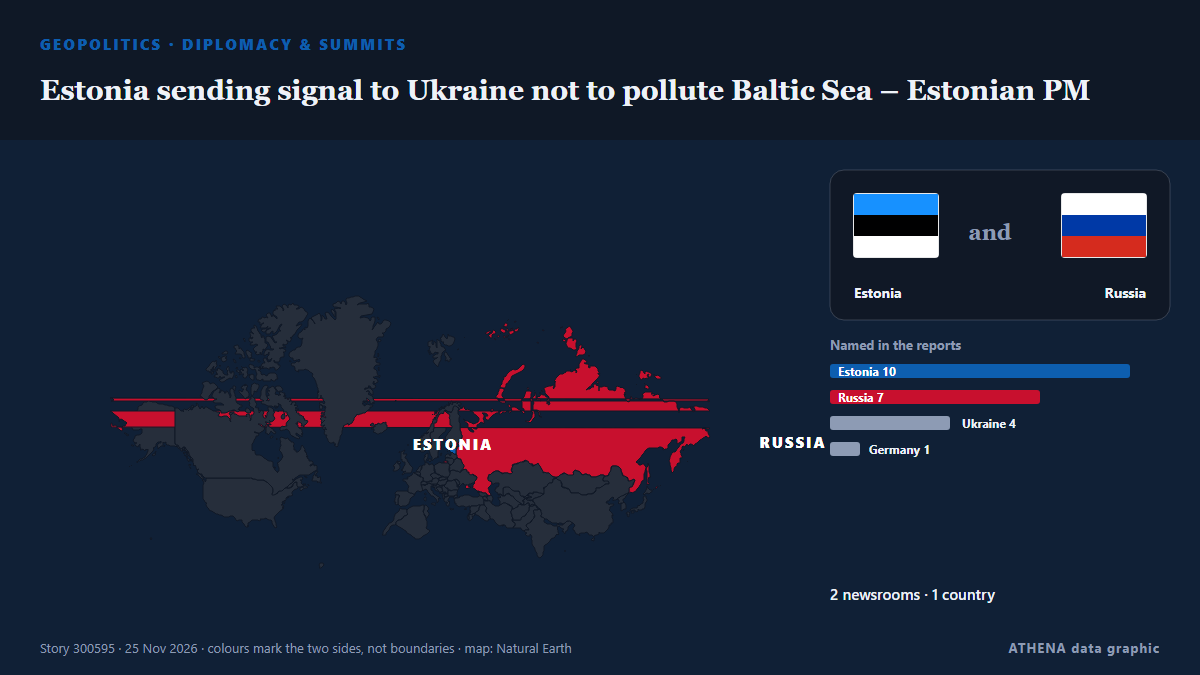 GEOPOLITICS · DIPLOMACY & SUMMITS
Estonia sending signal to Ukraine not to pollute Baltic Sea – Estonian PM
and
Estonia
Russia
Named in the reports
Estonia 10
Russia 7
Ukraine 4
Germany 1
ESTONIA
RUSSIA
2 newsrooms · 1 country
Story 300595 · 25 Nov 2026 · colours mark the two sides, not boundaries · map: Natural Earth
ATHENA data graphic